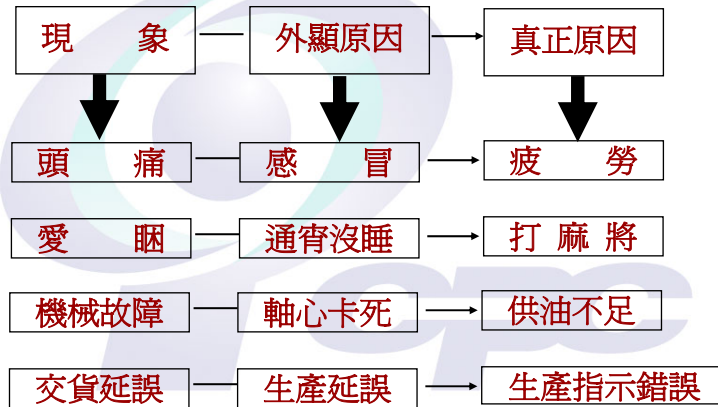 現 象 外顯原因 真正原因
頭 痛 感 冒 疲 勞
愛 睏 通宵沒睡 打 麻 將
機械故障 軸心卡死 供油不足
交貨延誤 生產延誤 生產指示錯誤
cpc